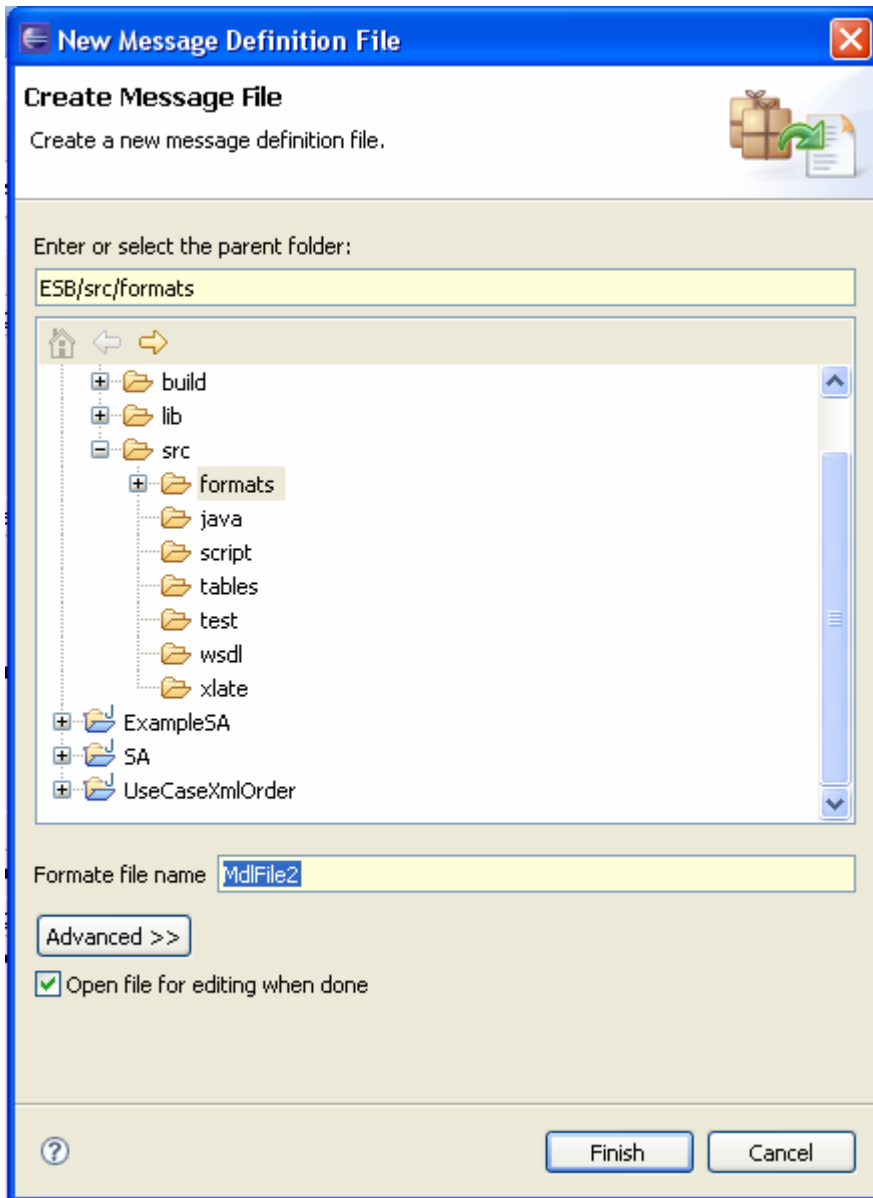 New Message Definition File
Create Message File
Create a new message definition file.
Enter or select the parent folder:
ESB/src/formats
build
lib
src
formats
java
script
tables
test
wsdl
xlate
ExampleSA
SA
UseCaseXmlOrder
Formate file name MdlFile2
Advanced >>
Open file for editing when done
Finish Cancel